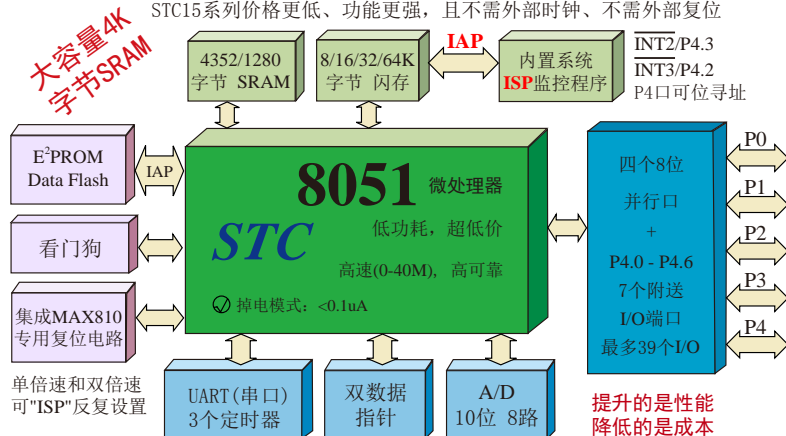 STC15系列价格更低、功能更强，且不需外部时钟、不需外部复位
大容量4K
字节SRAM
4352/1280
字节 SRAM
8/16/32/64K
字节 闪存
IAP
内置系统
ISP监控程序
INT2/P4.3
INT3/P4.2
P4口可位寻址
E²PROM
Data Flash
IAP
看门狗
集成MAX810
专用复位电路
单倍速和双倍速
可"ISP"反复设置
8051 微处理器
STC
低功耗，超低价
高速(0-40M)，高可靠
掉电模式：<0.1uA
四个8位
并行口
+
P4.0 - P4.6
7个附送
I/O端口
最多39个I/O
P0
P1
P2
P3
P4
UART(串口)
3个定时器
双数据
指针
A/D
10位 8路
提升的是性能
降低的是成本